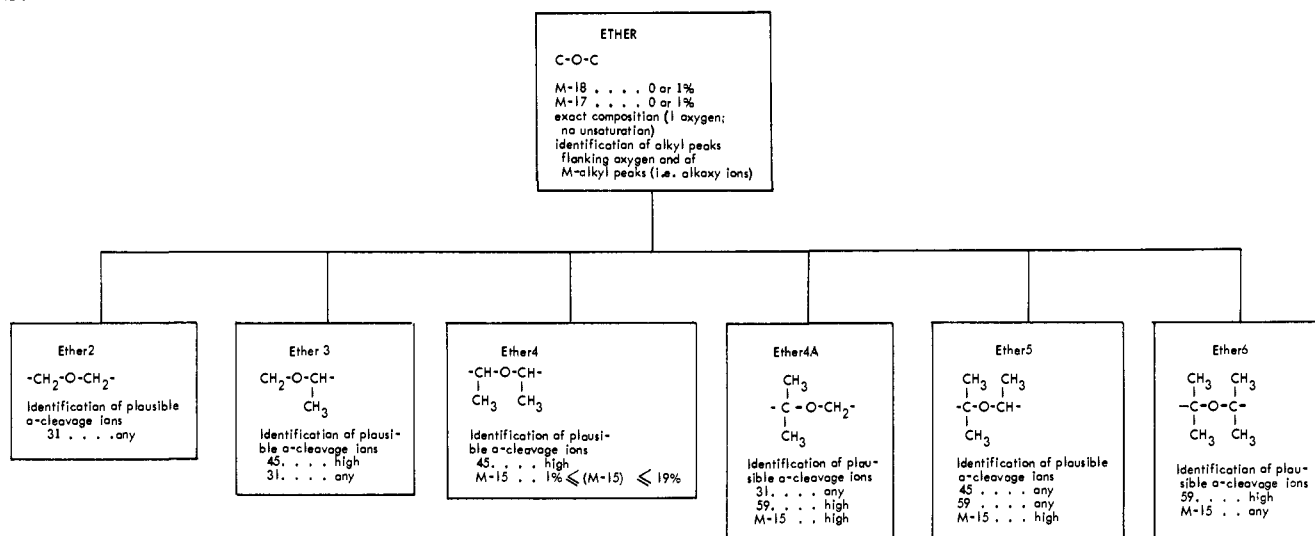 ETHER
C-O-C
M-18 . . . . 0 or 1%
M-17 . . . . 0 or 1%
exact composition (1 oxygen;
no unsaturation)
identification of alkyl peaks
flanking oxygen and of
M-alkyl peaks (i.e. alkoxy ions)
Ether2
-CH2-O-CH2-
Identification of plausible
a-cleavage ions
31 . . . . any
Ether 3
CH2-O-CH-
CH3
Identification of plausi-
ble a-cleavage ions
45. . . . high
31. . . . any
Ether4
-CH-O-CH-
CH3 CH3
Identification of plausi-
ble a-cleavage ions
45. . . . high
M-15 . . 1% ⩽ (M-15) ⩽ 19%
Ether4A
CH3
- C - O-CH2-
CH3
Identification of plau-
sible a-cleavage ions
31. . . . any
59. . . . high
M-15 . . high
Ether5
CH3 CH3
-C-O-CH-
CH3
Identification of plausible
a-cleavage ions
45 . . . . any
59 . . . . any
M-15 . . . high
Ether6
CH3 CH3
-C-O-C-
CH3 CH3
Identification of plau-
sible a-cleavage ions
59. . . . high
M-15 . . any